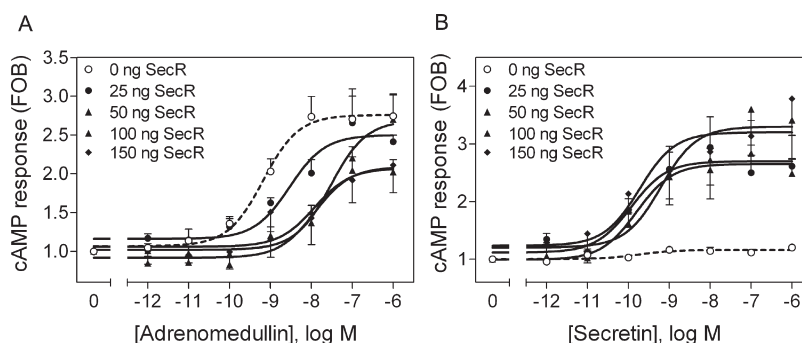 A
cAMP response (FOB)
3.5
3.0
2.5
2.0
1.5
1.0
0 ng SecR
25 ng SecR
50 ng SecR
100 ng SecR
150 ng SecR
0 -12 -11 -10 -9 -8 -7 -6
[Adrenomedullin], log M
B
cAMP response (FOB)
4
3
2
1
0 ng SecR
25 ng SecR
50 ng SecR
100 ng SecR
150 ng SecR
0 -12 -11 -10 -9 -8 -7 -6
[Secretin], log M